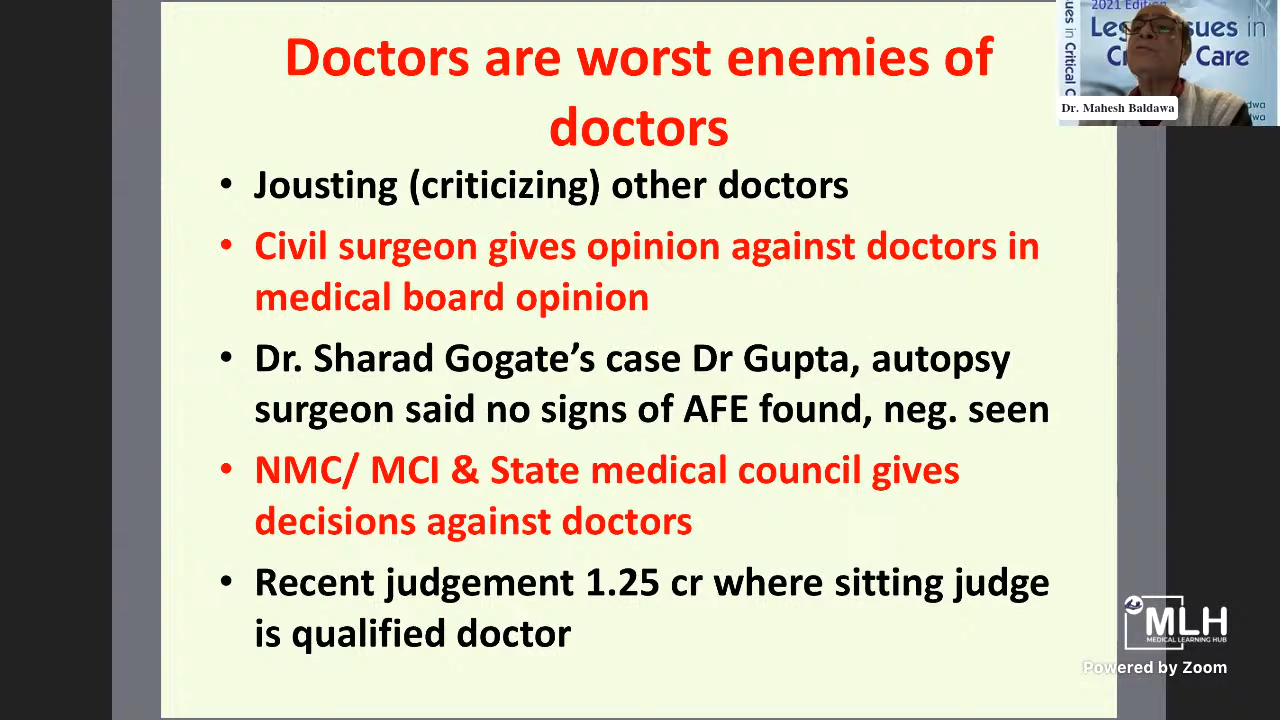 Doctors are worst enemies of
doctors
• Jousting (criticizing) other doctors
• Civil surgeon gives opinion against doctors in
medical board opinion
• Dr. Sharad Gogate’s case Dr Gupta, autopsy
surgeon said no signs of AFE found, neg. seen
• NMC/ MCI & State medical council gives
decisions against doctors
• Recent judgement 1.25 cr where sitting judge
is qualified doctor
2021 Edition
in
Care
ues in Critical C
Dr. Mahesh Baldawa
MLH
MEDICAL LEARNING HUB
Powered by Zoom